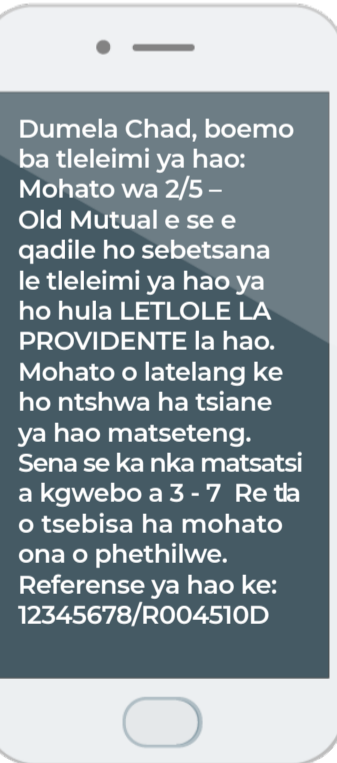 Dumela Chad, boemo
ba tleleimi ya hao:
Mohato wa 2/5 –
Old Mutual e se e
qadile ho sebetsana
le tleleimi ya hao ya
ho hula LETLOLE LA
PROVIDENTE la hao.
Mohato o latelang ke
ho ntshwa ha tsiane
ya hao matseteng.
Sena se ka nka matsatsi
a kgwebo a 3 - 7 Re tla
o tsebisa ha mohato
ona o phethilwe.
Referense ya hao ke:
12345678/R004510D